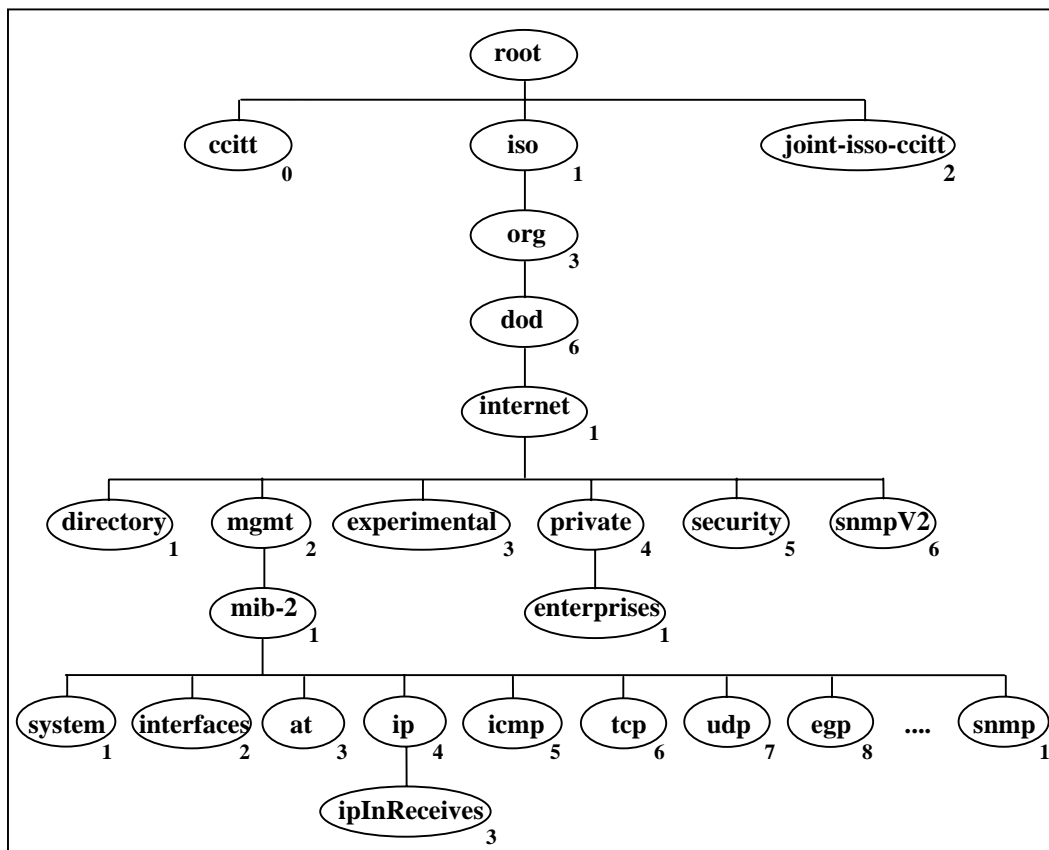 root
ccitt iso joint-isso-ccitt
0 1 2
org
3
dod
6
internet
1
directory mgmt experimental private security snmpV2
1 2 3 4 5 6
mib-2 enterprises
1 1
system interfaces at ip icmp tcp udp egp .... snmp
1 2 3 4 5 6 7 8 1
ipInReceives
3